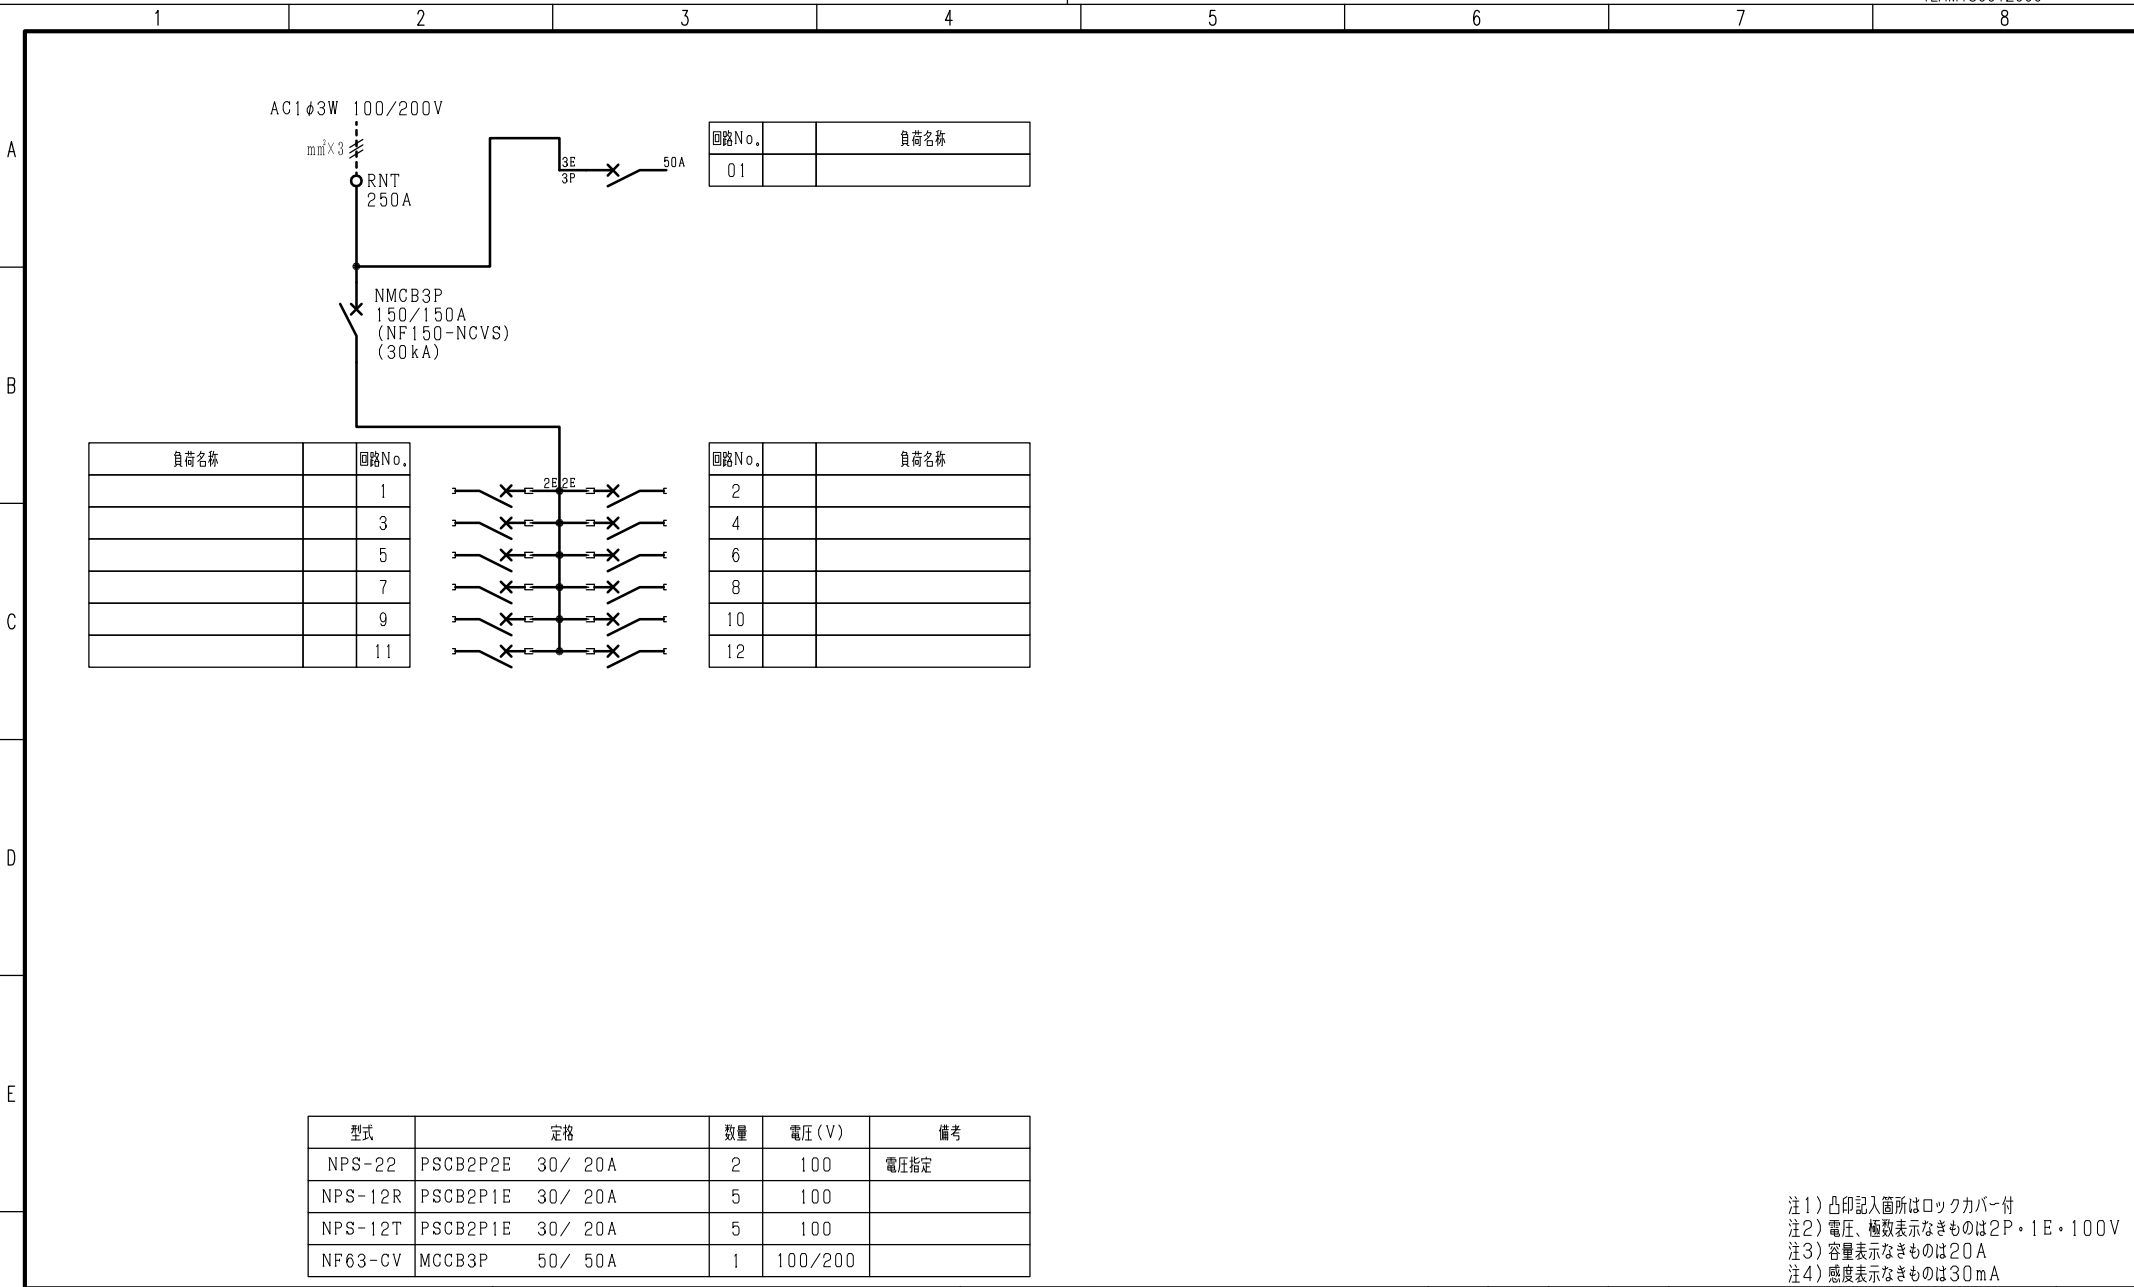 1 2 3 4 5 6 7 8
A
B
C
D
E
AC1φ3W 100/200V
mm²×3
RNT
250A
3E
3P
50A
回路No. 負荷名称
01
NMCB3P
150/150A
(NF150-NCVS)
(30kA)
負荷名称 回路No.
1
3
5
7
9
11
2E 2E
回路No. 負荷名称
2
4
6
8
10
12
型式 定格 数量 電圧(V) 備考
NPS-22 PSCB2P2E 30/ 20A 2 100 電圧指定
NPS-12R PSCB2P1E 30/ 20A 5 100
NPS-12T PSCB2P1E 30/ 20A 5 100
NF63-CV MCCB3P 50/ 50A 1 100/200
注1)凸印記入箇所はロックカバー付
注2)電圧、極数表示なきものは2P・1E・100V
注3)容量表示なきものは20A
注4)感度表示なきものは30mA